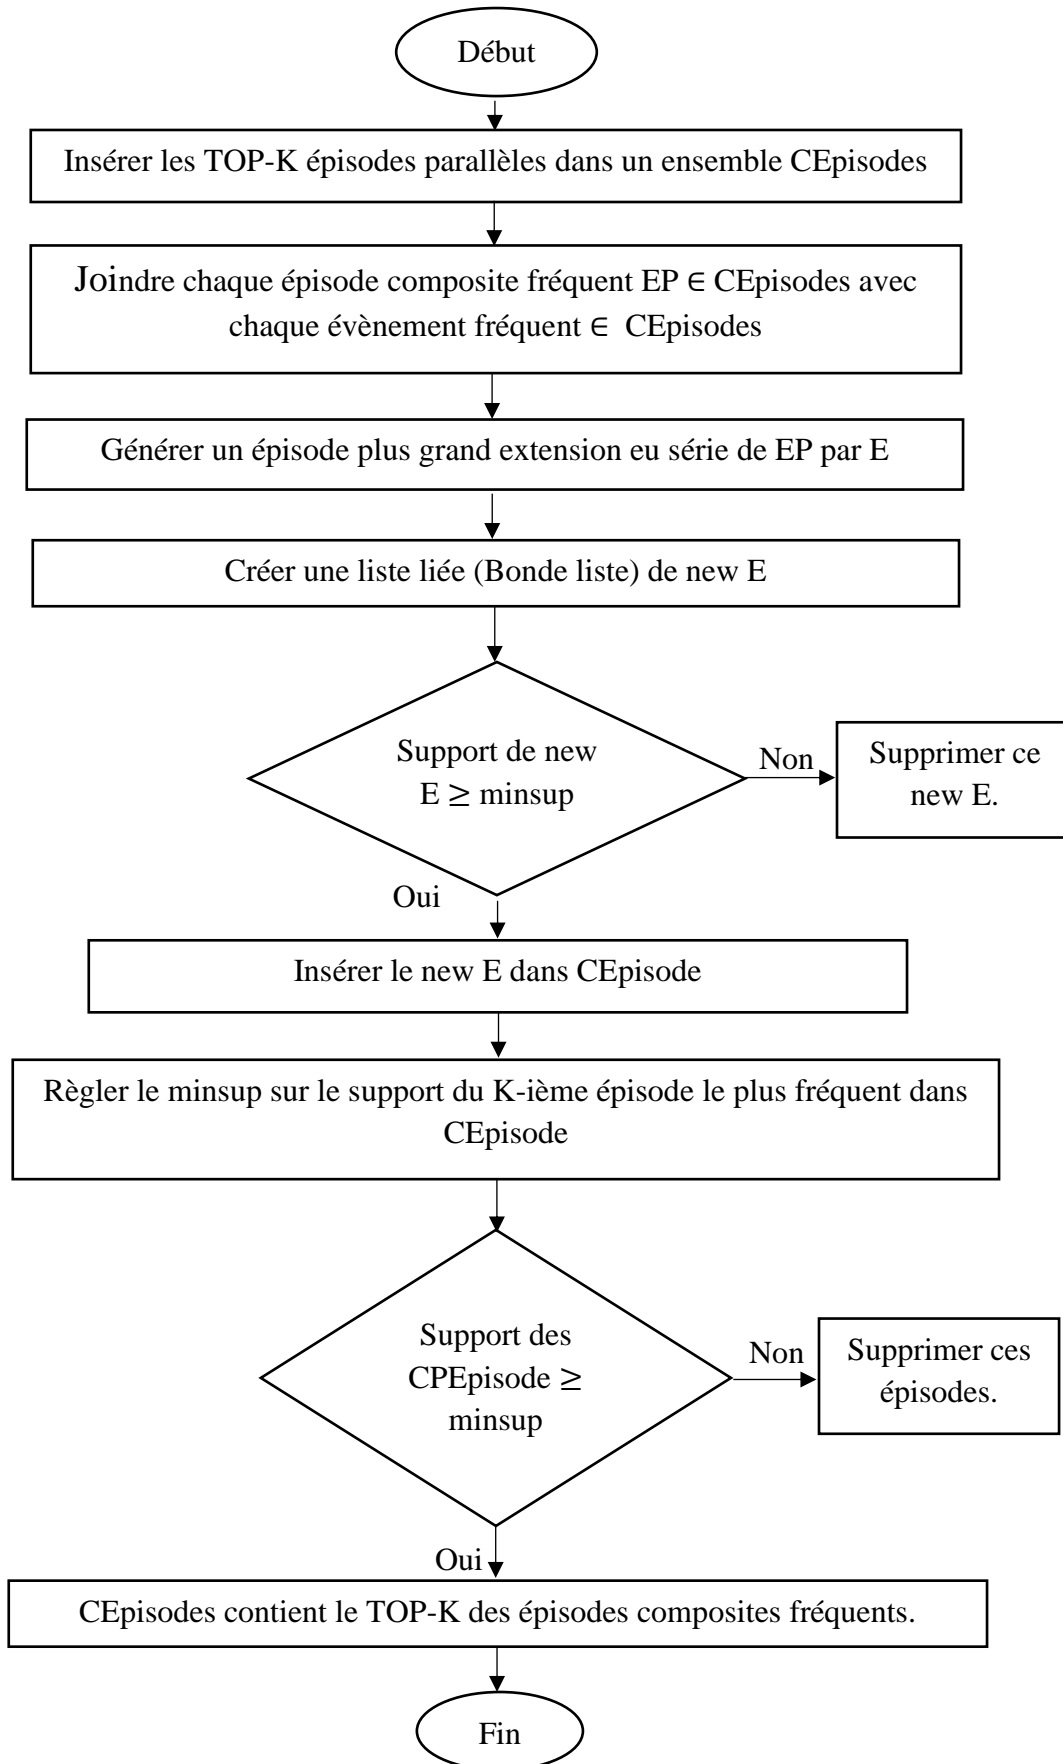 Début
Insérer les TOP-K épisodes parallèles dans un ensemble CEpisodes
Joindre chaque épisode composite fréquent EP ∈ CEpisodes avec
chaque évènement fréquent ∈ CEpisodes
Générer un épisode plus grand extension eu série de EP par E
Créer une liste liée (Bonde liste) de new E
Support de new
E ≥ minsup
Non
Supprimer ce
new E.
Oui
Insérer le new E dans CEpisode
Règler le minsup sur le support du K-ième épisode le plus fréquent dans
CEpisode
Support des
CPEpisode ≥
minsup
Non
Supprimer ces
épisodes.
Oui
CEpisodes contient le TOP-K des épisodes composites fréquents.
Fin